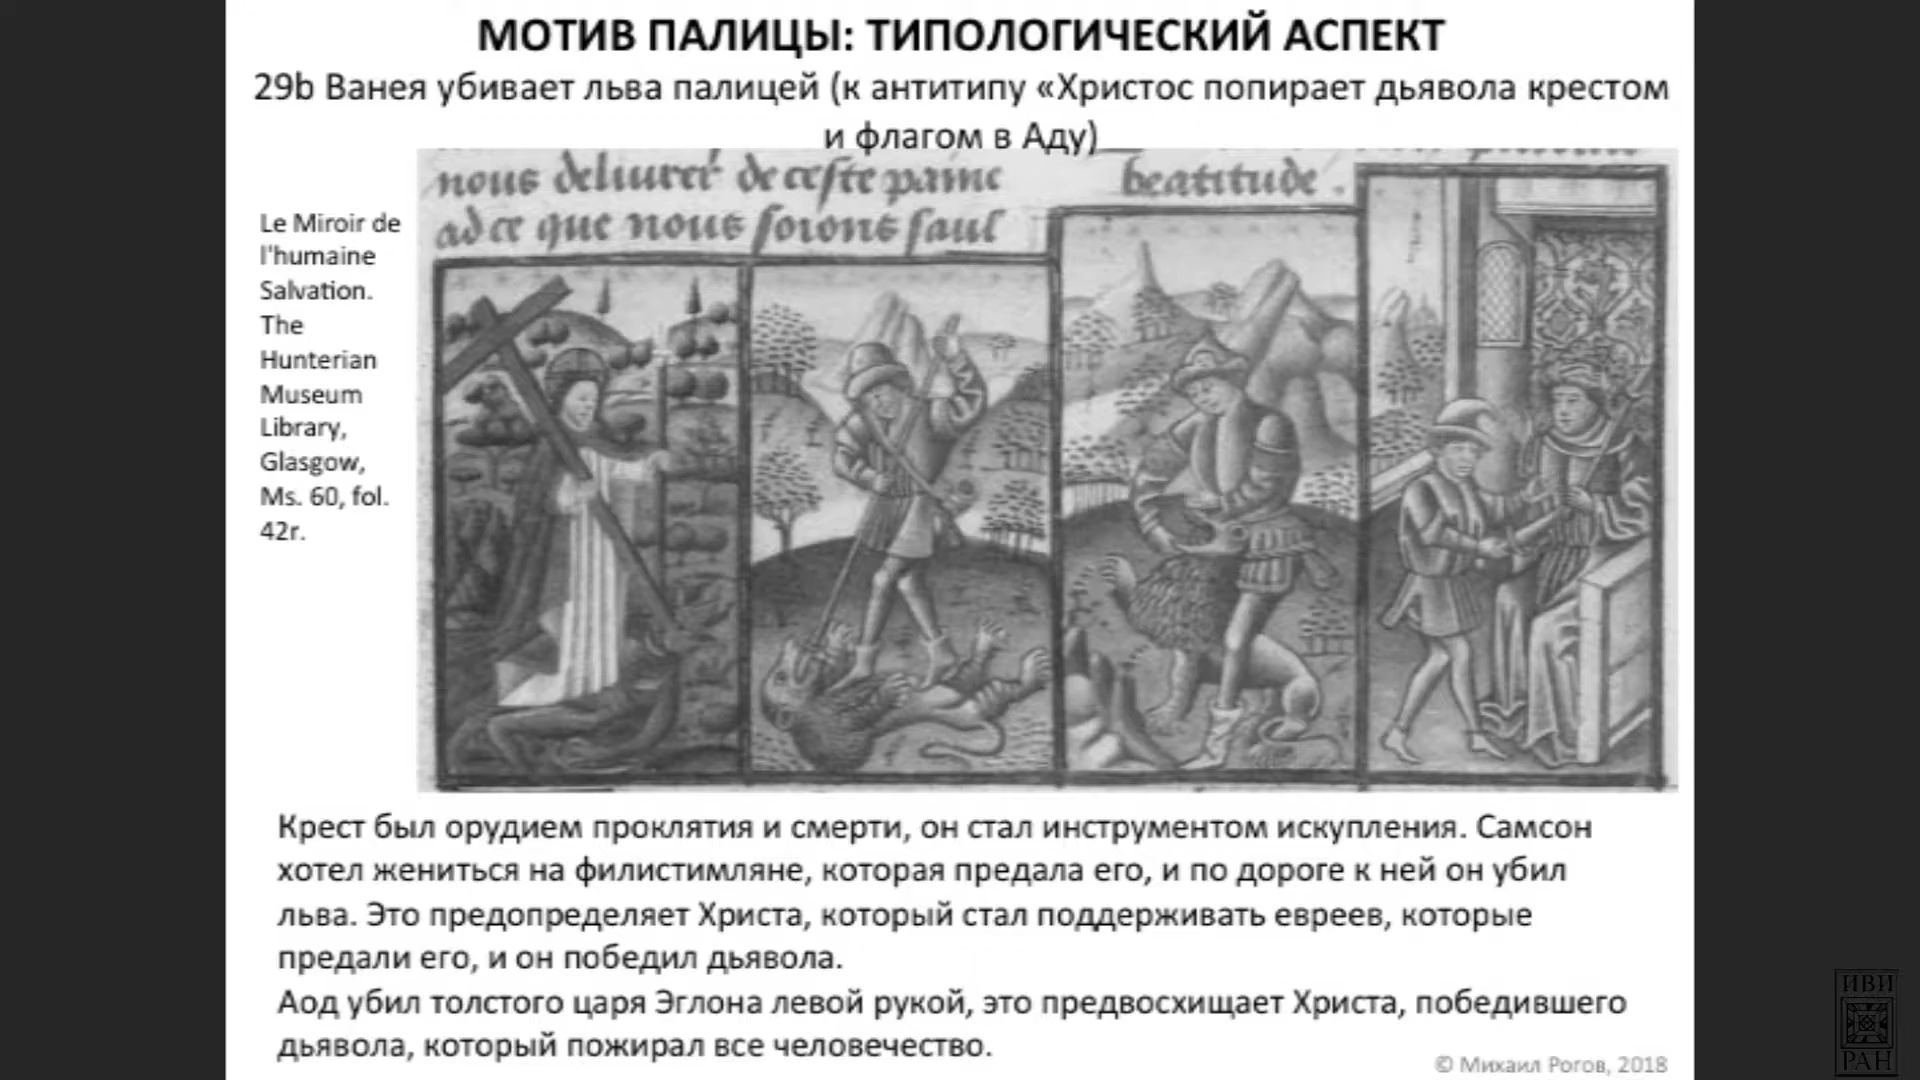 МОТИВ ПАЛИЦЫ: ТИПОЛОГИЧЕСКИЙ АСПЕКТ
29b Ванея убивает льва палицей (к антитипу «Христос попирает дьявола крестом
и флагом в Аду)
nous deliurer de ceste paine
ad ce que nous soions saul
beatitude.
Le Miroir de
l'humaine
Salvation.
The
Hunterian
Museum
Library,
Glasgow,
Ms. 60, fol.
42r.
Крест был орудием проклятия и смерти, он стал инструментом искупления. Самсон
хотел жениться на филистимляне, которая предала его, и по дороге к ней он убил
льва. Это предопределяет Христа, который стал поддерживать евреев, которые
предали его, и он победил дьявола.
Аод убил толстого царя Эглона левой рукой, это предвосхищает Христа, победившего
дьявола, который пожирал все человечество.
© Михаил Рогов, 2018
ИВИ
РАН